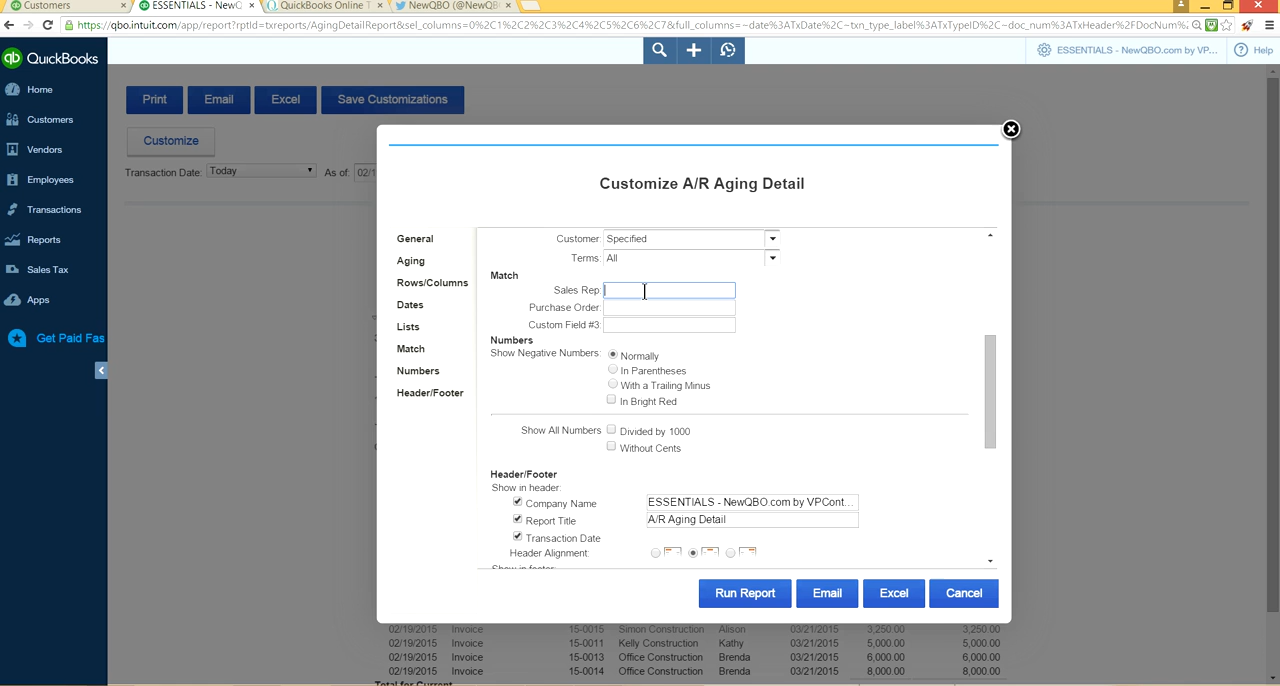 Customers
ESSENTIALS - NewQ
QuickBooks Online T
NewQBO (@NewQB
https://qbo.intuit.com/app/report?rptId=txreports/AgingDetailReport&sel_columns=0%2C1%2C2%2C3%2C4%2C5%2C6%2C7&full_columns=~date%3ATxDate%2C~txn_type_label%3ATxTypeID%2C~doc_num%3ATxHeader%2FDocNum%2
qb QuickBooks
ESSENTIALS - NewQBO.com by VP...
Help
Home
Customers
Vendors
Employees
Transactions
Reports
Sales Tax
Apps
Get Paid Fas
Print
Email
Excel
Save Customizations
Customize
Transaction Date: Today
As of: 02/1
Customize A/R Aging Detail
General
Aging
Rows/Columns
Dates
Lists
Match
Numbers
Header/Footer
Customer: Specified
Terms: All
Match
Sales Rep:
Purchase Order:
Custom Field #3:
Numbers
Show Negative Numbers:
Normally
In Parentheses
With a Trailing Minus
In Bright Red
Show All Numbers
Divided by 1000
Without Cents
Header/Footer
Show in header:
Company Name
ESSENTIALS - NewQBO.com by VPCont...
Report Title
A/R Aging Detail
Transaction Date
Header Alignment:
Show in footer:
Run Report
Email
Excel
Cancel
02/19/2015 Invoice 15-0015 Simon Construction Alison 03/21/2015 3,250.00 3,250.00
02/19/2015 Invoice 15-0011 Kelly Construction Kathy 03/21/2015 5,000.00 5,000.00
02/19/2015 Invoice 15-0013 Office Construction Brenda 03/21/2015 6,000.00 6,000.00
02/19/2015 Invoice 15-0014 Office Construction Brenda 03/21/2015 8,000.00 8,000.00
Total for Current